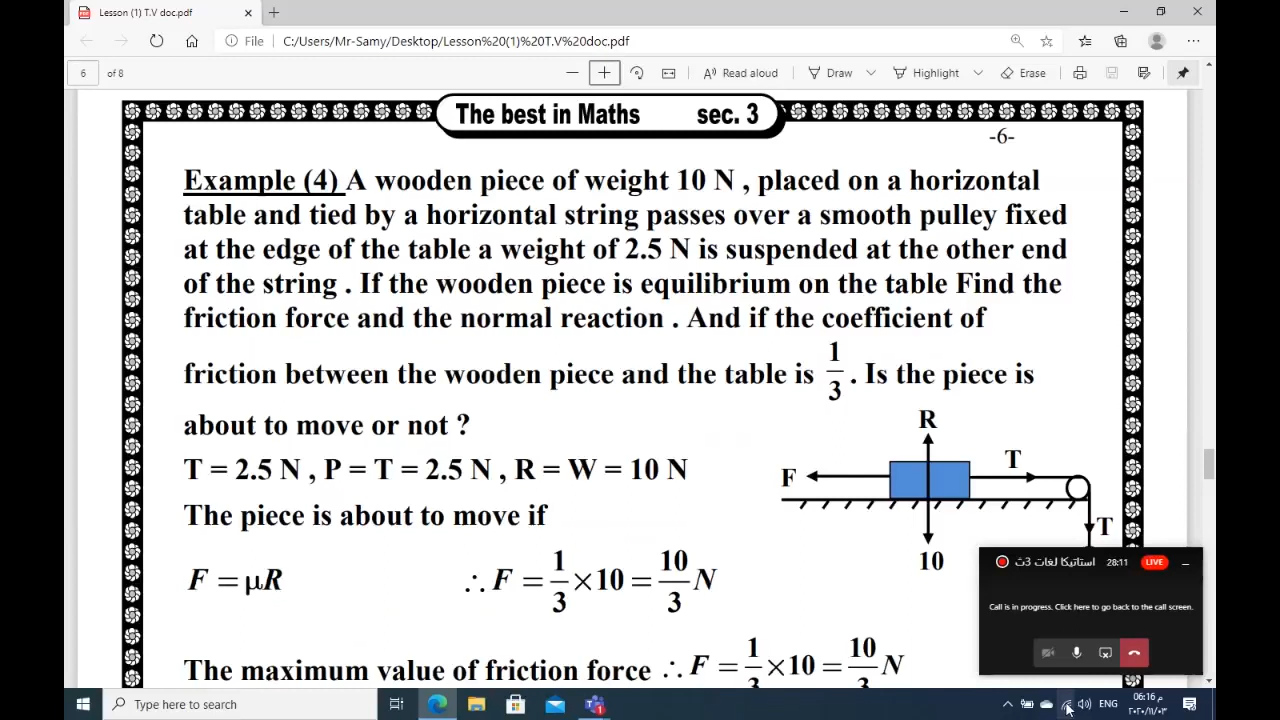 Lesson (1) T.V doc.pdf
File C:/Users/Mr-Samy/Desktop/Lesson%20(1)%20T.V%20doc.pdf
6 of 8 Read aloud Draw Highlight Erase
The best in Maths sec. 3
-6-
Example (4) A wooden piece of weight 10 N , placed on a horizontal
table and tied by a horizontal string passes over a smooth pulley fixed
at the edge of the table a weight of 2.5 N is suspended at the other end
of the string . If the wooden piece is equilibrium on the table Find the
friction force and the normal reaction . And if the coefficient of
friction between the wooden piece and the table is 1/3 . Is the piece is
about to move or not ?
T = 2.5 N , P = T = 2.5 N , R = W = 10 N
The piece is about to move if
F = μR ∴ F = 1/3 × 10 = 10/3 N
The maximum value of friction force ∴ F = 1/3 × 10 = 10/3 N
R
F
T
T
10
استاتيكا لغات 3ث 28:11 LIVE
Call is in progress. Click here to go back to the call screen.
Type here to search
ENG
06:16 م
٢٠٢٠/١١/٠٣